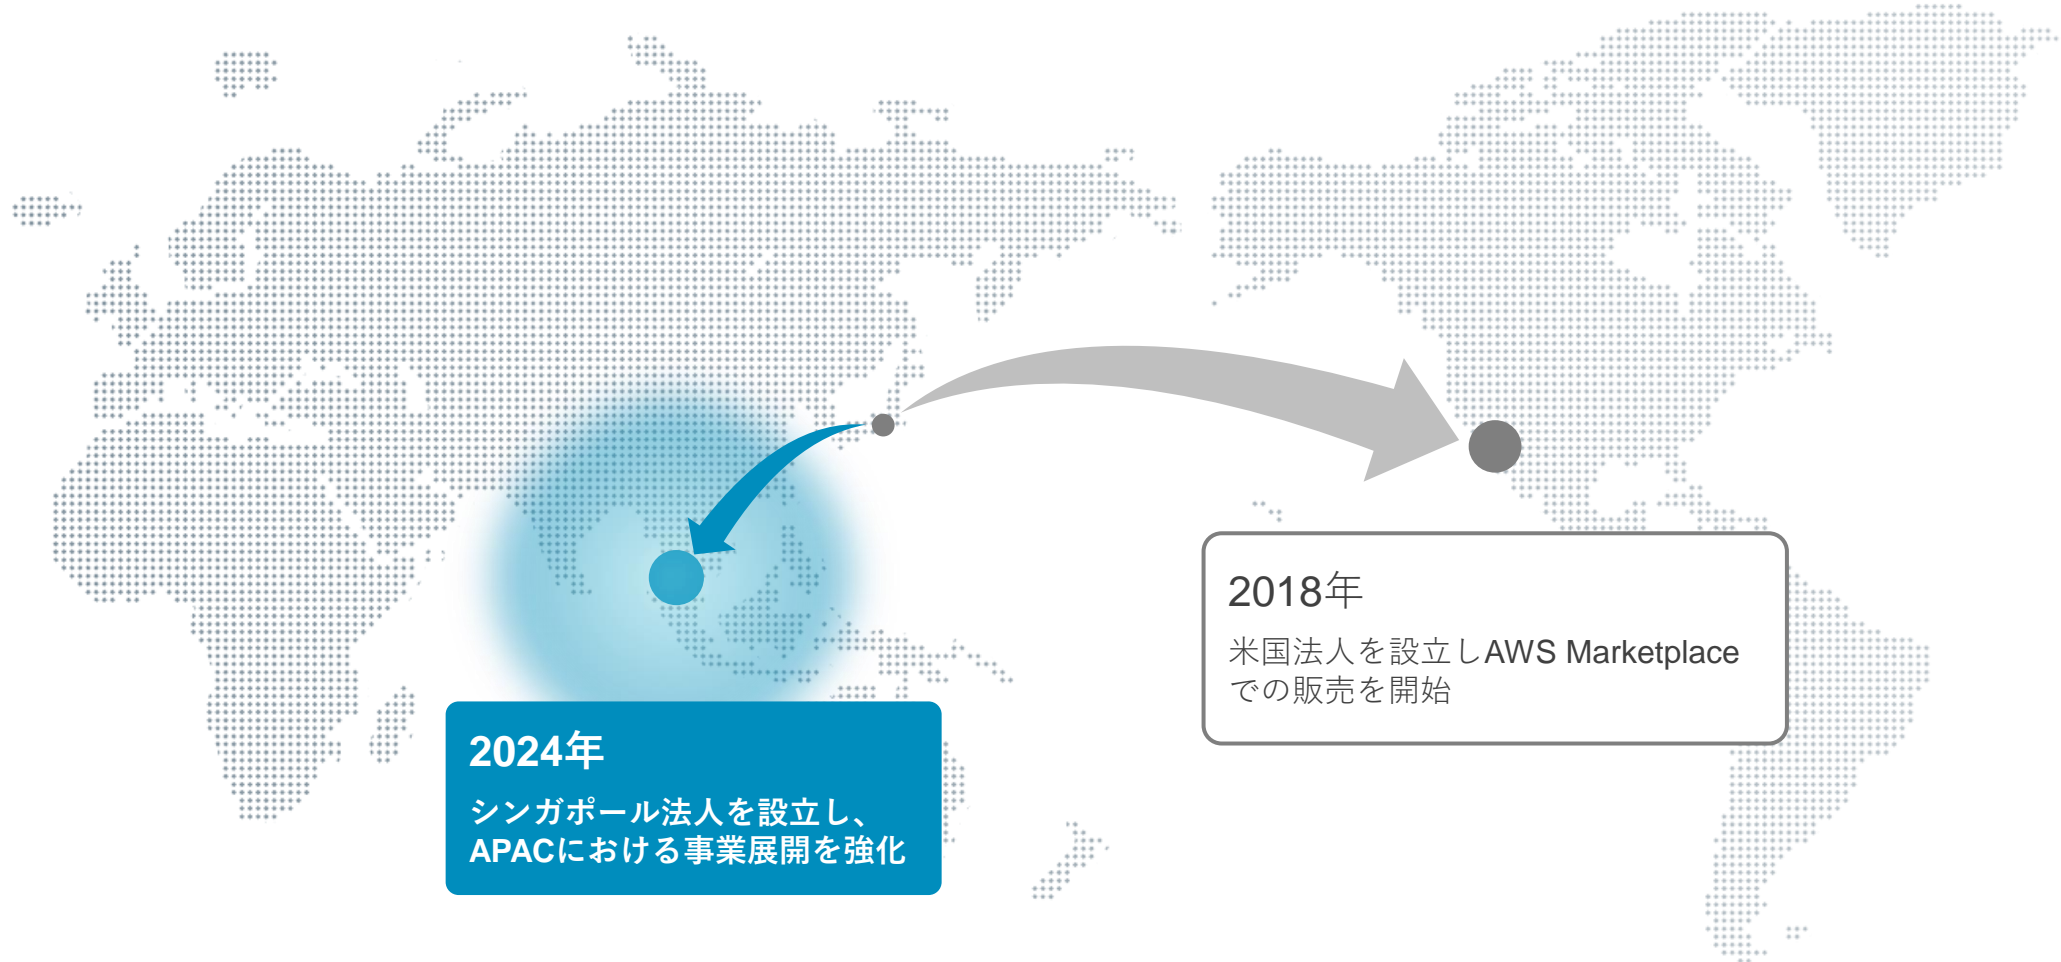 2018年
米国法人を設立しAWS Marketplace
での販売を開始
2024年
シンガポール法人を設立し、
APACにおける事業展開を強化